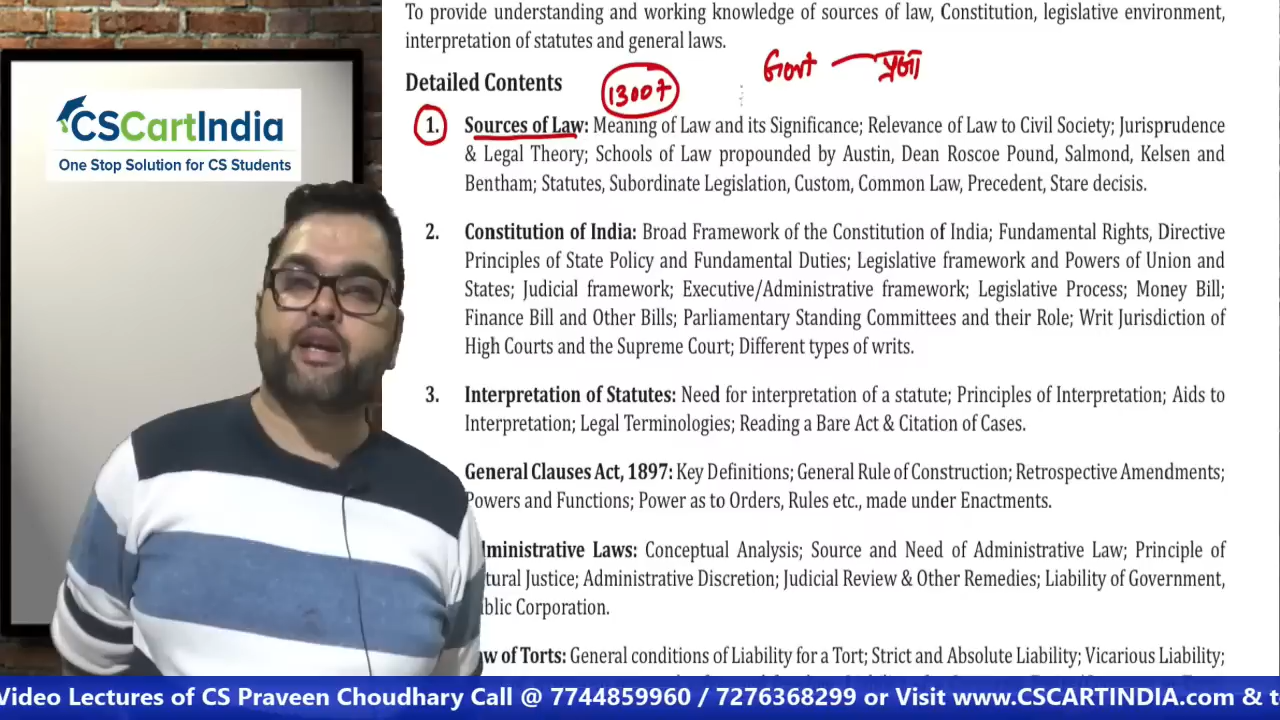 To provide understanding and working knowledge of sources of law, Constitution, legislative environment,
interpretation of statutes and general laws.
Govt प्रजा
Detailed Contents
13007
1. Sources of Law: Meaning of Law and its Significance; Relevance of Law to Civil Society; Jurisprudence
& Legal Theory; Schools of Law propounded by Austin, Dean Roscoe Pound, Salmond, Kelsen and
Bentham; Statutes, Subordinate Legislation, Custom, Common Law, Precedent, Stare decisis.
2. Constitution of India: Broad Framework of the Constitution of India; Fundamental Rights, Directive
Principles of State Policy and Fundamental Duties; Legislative framework and Powers of Union and
States; Judicial framework; Executive/Administrative framework; Legislative Process; Money Bill;
Finance Bill and Other Bills; Parliamentary Standing Committees and their Role; Writ Jurisdiction of
High Courts and the Supreme Court; Different types of writs.
3. Interpretation of Statutes: Need for interpretation of a statute; Principles of Interpretation; Aids to
Interpretation; Legal Terminologies; Reading a Bare Act & Citation of Cases.
General Clauses Act, 1897: Key Definitions; General Rule of Construction; Retrospective Amendments;
Powers and Functions; Power as to Orders, Rules etc., made under Enactments.
dministrative Laws: Conceptual Analysis; Source and Need of Administrative Law; Principle of
tural Justice; Administrative Discretion; Judicial Review & Other Remedies; Liability of Government,
blic Corporation.
w of Torts: General conditions of Liability for a Tort; Strict and Absolute Liability; Vicarious Liability;
CSCartIndia
One Stop Solution for CS Students
Video Lectures of CS Praveen Choudhary Call @ 7744859960 / 7276368299 or Visit www.CSCARTINDIA.com & t